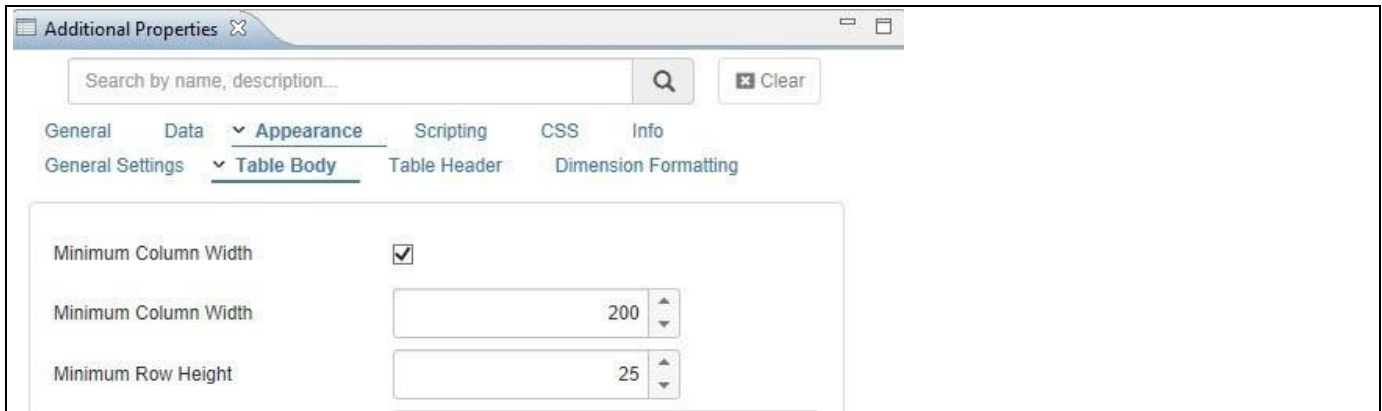 Additional Properties
Search by name, description... Clear
General Data Appearance Scripting CSS Info
General Settings Table Body Table Header Dimension Formatting
Minimum Column Width
Minimum Column Width 200
Minimum Row Height 25